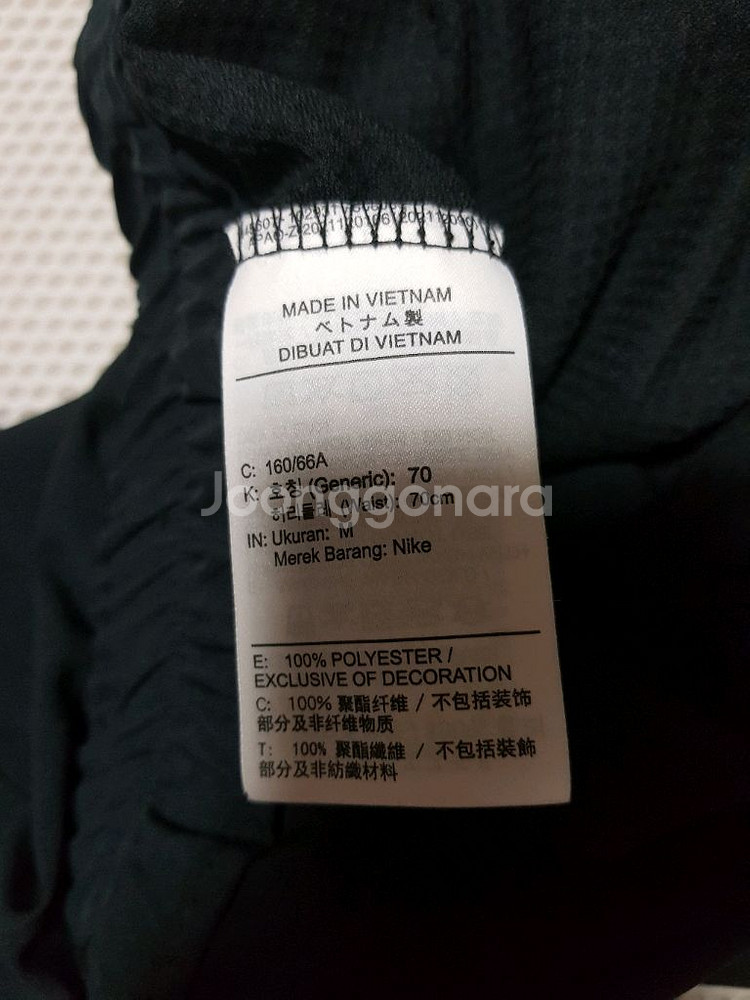 MADE IN VIETNAM
ベトナム製
DIBUAT DI VIETNAM
C: 160/66A
K: 호칭 (Generic): 70
허리둘레 (Waist): 70cm
IN: Ukuran: M
Merek Barang: Nike
Joonggonara
E: 100% POLYESTER /
EXCLUSIVE OF DECORATION
C: 100% 聚酯纤维 / 不包括装饰
部分及非纤维物质
T: 100% 聚酯纖維 / 不包括裝飾
部分及非紡織材料